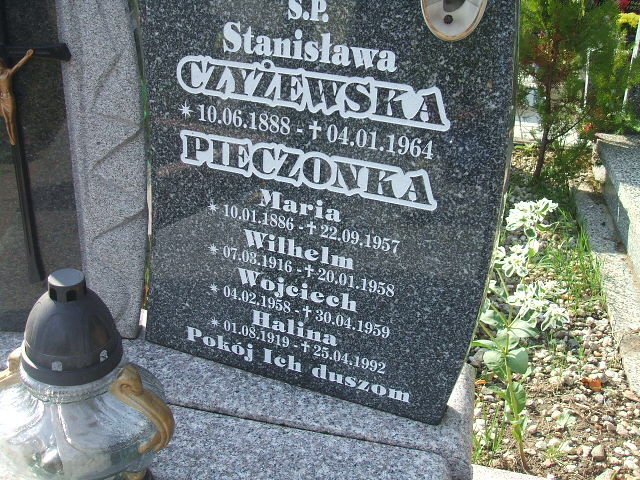 Ś.P.
Stanisława
CZYŻEWSKA
* 10.06.1888 - † 04.01.1964
PIECZONKA
Maria
* 10.01.1886 - † 22.09.1957
Wilhelm
* 07.03.1916 - † 20.01.1958
Wojciech
* 04.02.1958 - † 30.04.1959
Halina
* 01.08.1919 - † 25.04.1992
Pokój Ich duszom